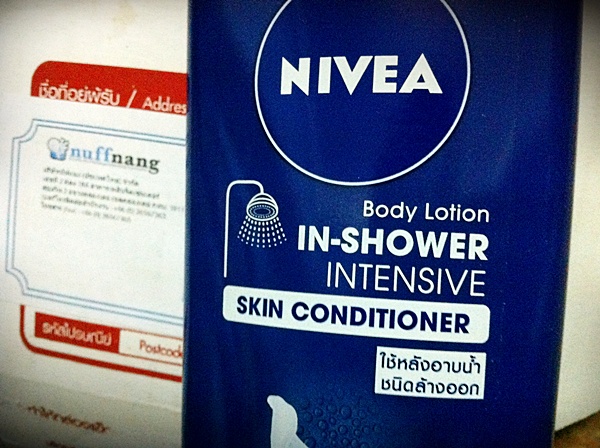 ชื่อที่อยู่ผู้รับ / Addres
nuffnang
รหัสไปรษณีย์
Postcode
NIVEA
Body Lotion
IN-SHOWER
INTENSIVE
SKIN CONDITIONER
ใช้หลังอาบน้ำ
ชนิดล้างออก